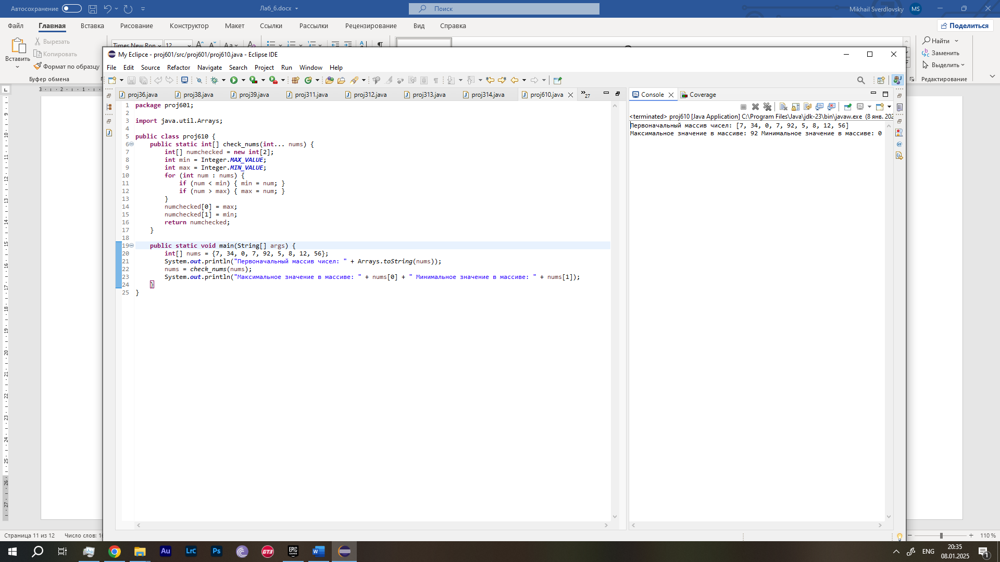 Автосохранение
Лаб_6.docx
Поиск
Mikhail Sverdlovsky
MS
Файл Главная Вставка Рисование Конструктор Макет Ссылки Рассылки Рецензирование Вид Справка
Поделиться
Вставить
Вырезать
Копировать
Формат по образцу
Буфер обмена
Times New Ron
12
Найти
Заменить
Выделить
Редактирование
My Eclipce - proj601/src/proj601/proj610.java - Eclipse IDE
File Edit Source Refactor Navigate Search Project Run Window Help
proj36.java proj38.java proj39.java proj311.java proj312.java proj313.java proj314.java proj610.java 27
1 package proj601;
2
3 import java.util.Arrays;
4
5 public class proj610 {
6 public static int[] check_nums(int... nums) {
7 int[] numchecked = new int[2];
8 int min = Integer.MAX_VALUE;
9 int max = Integer.MIN_VALUE;
10 for (int num : nums) {
11 if (num < min) { min = num; }
12 if (num > max) { max = num; }
13 }
14 numchecked[0] = max;
15 numchecked[1] = min;
16 return numchecked;
17 }
18
19 public static void main(String[] args) {
20 int[] nums = {7, 34, 0, 7, 92, 5, 8, 12, 56};
21 System.out.println("Первоначальный массив чисел: " + Arrays.toString(nums));
22 nums = check_nums(nums);
23 System.out.println("Максимальное значение в массиве: " + nums[0] + " Минимальное значение в массиве: " + nums[1]);
24 }
25 }
Console Coverage
<terminated> proj610 [Java Application] C:\Program Files\Java\jdk-23\bin\javaw.exe (8 янв. 202
Первоначальный массив чисел: [7, 34, 0, 7, 92, 5, 8, 12, 56]
Максимальное значение в массиве: 92 Минимальное значение в массиве: 0
Страница 11 из 12
Число слов:
110 %
Au
Lrc
Ps
GT3
EPIC GAMES
ENG
20:35
08.01.2025
1